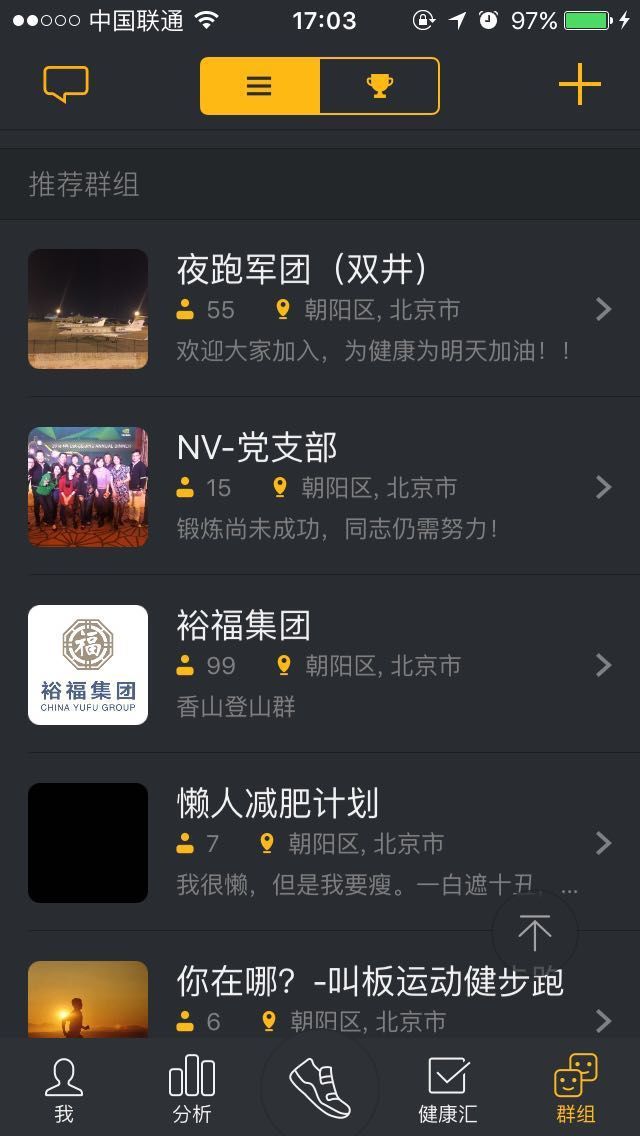 中国联通
17:03
97%
推荐群组
夜跑军团（双井）
55
朝阳区, 北京市
欢迎大家加入，为健康为明天加油！！
NV-党支部
15
朝阳区, 北京市
锻炼尚未成功，同志仍需努力！
裕福集团
CHINA YUFU GROUP
裕福集团
99
朝阳区, 北京市
香山登山群
懒人减肥计划
7
朝阳区, 北京市
我很懒，但是我要瘦。一白遮十丑，...
你在哪？-叫板运动健步跑
6
朝阳区, 北京市
我
分析
健康汇
群组